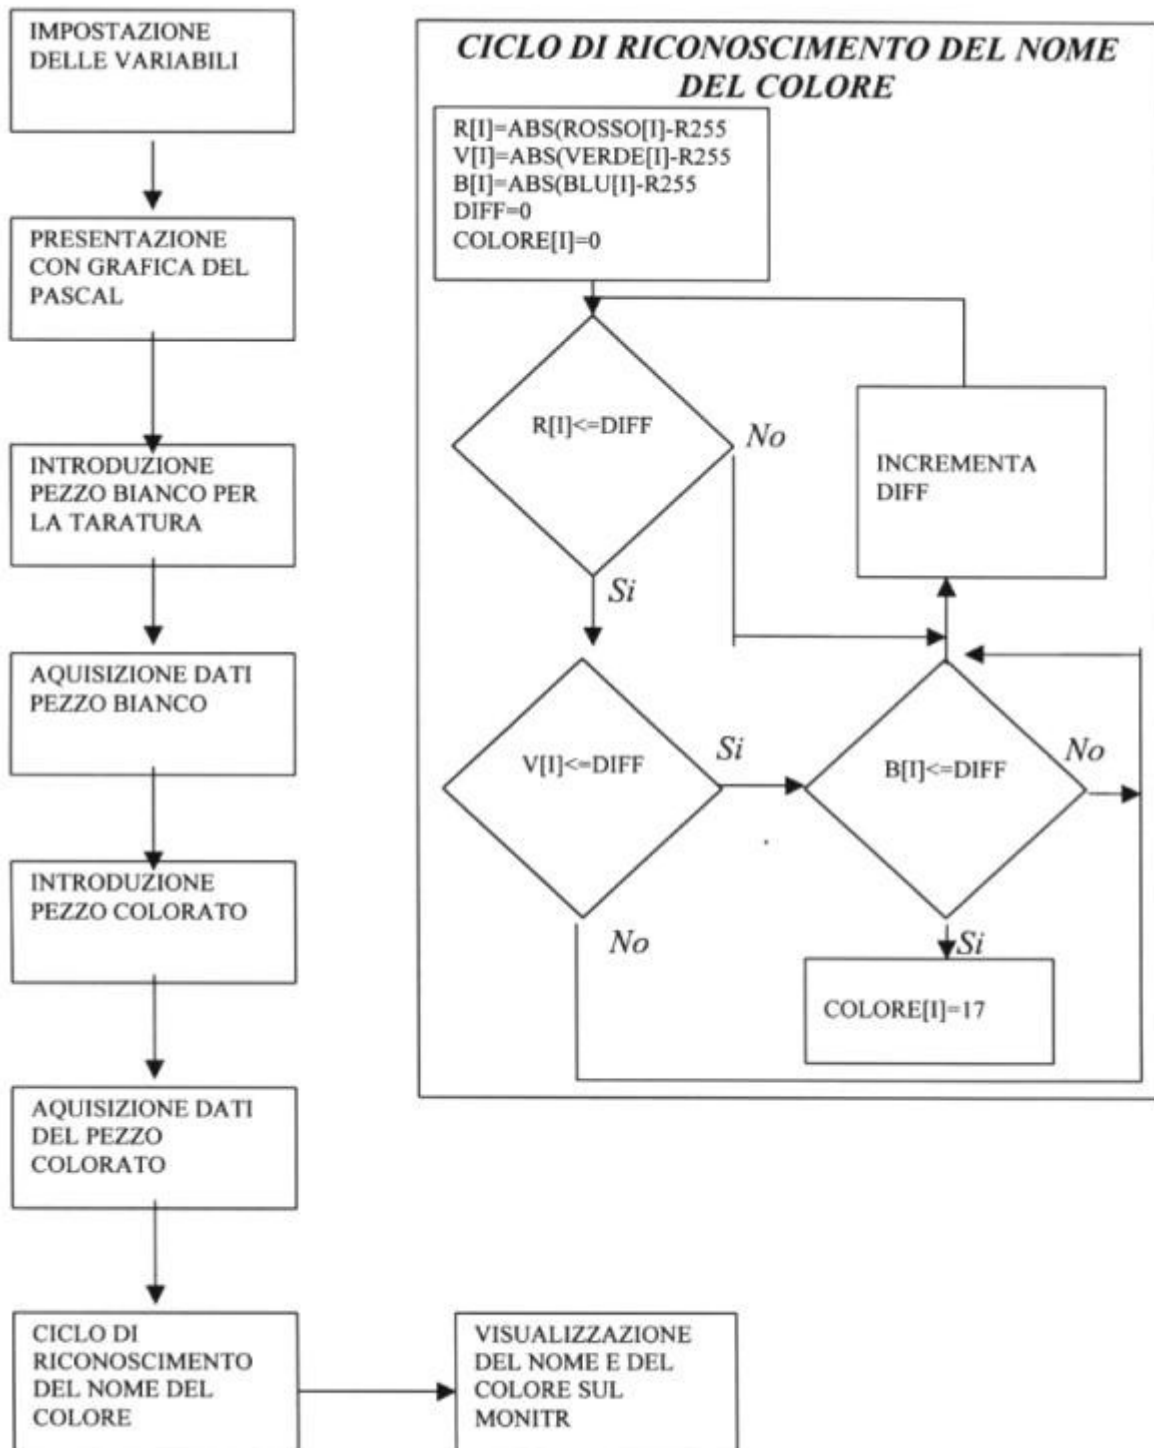 IMPOSTAZIONE
DELLE VARIABILI
PRESENTAZIONE
CON GRAFICA DEL
PASCAL
INTRODUZIONE
PEZZO BIANCO PER
LA TARATURA
AQUISIZIONE DATI
PEZZO BIANCO
INTRODUZIONE
PEZZO COLORATO
AQUISIZIONE DATI
DEL PEZZO
COLORATO
CICLO DI
RICONOSCIMENTO
DEL NOME DEL
COLORE
VISUALIZZAZIONE
DEL NOME E DEL
COLORE SUL
MONITR
CICLO DI RICONOSCIMENTO DEL NOME
DEL COLORE
R[I]=ABS(ROSSO[I]-R255
V[I]=ABS(VERDE[I]-R255
B[I]=ABS(BLU[I]-R255
DIFF=0
COLORE[I]=0
R[I]<=DIFF
No
INCREMENTA
DIFF
Si
V[I]<=DIFF
Si
B[I]<=DIFF
No
No
Si
COLORE[I]=17